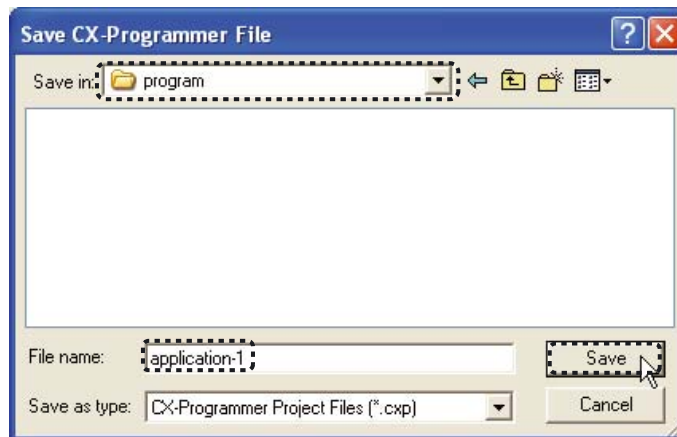 Save CX-Programmer File
Save in: program
File name: application-1 Save
Save as type: CX-Programmer Project Files (*.cxp) Cancel